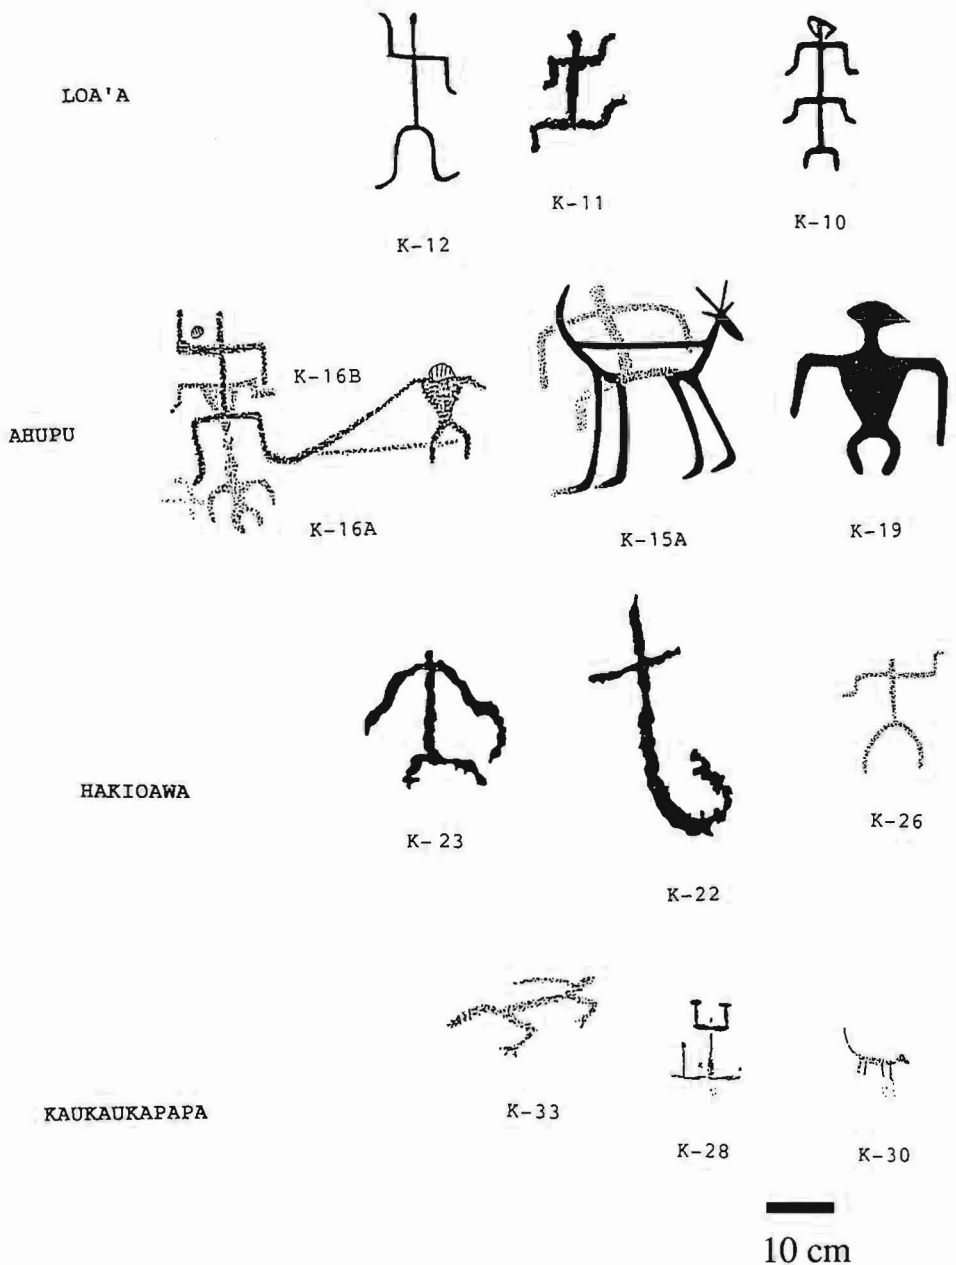 LOA'A
K-12
K-11
K-10
AHUPU
K-16B
K-16A
K-15A
K-19
HAKIOAWA
K-23
K-22
K-26
KAUKAUKAPAPA
K-33
K-28
K-30
10 cm